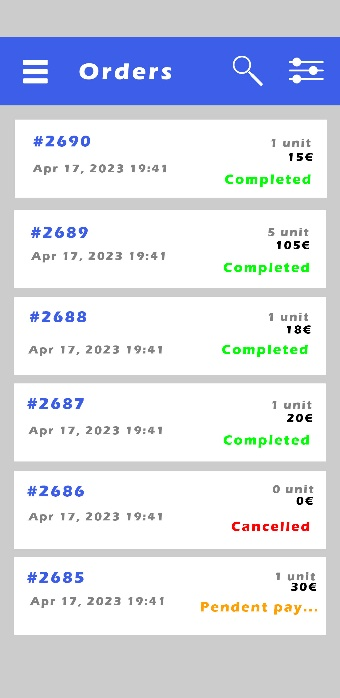 Orders
#2690
1 unit
Apr 17, 2023 19:41
15€
Completed
#2689
5 unit
Apr 17, 2023 19:41
105€
Completed
#2688
1 unit
18€
Apr 17, 2023 19:41
Completed
#2687
1 unit
20€
Apr 17, 2023 19:41
Completed
#2686
0 unit
0€
Apr 17, 2023 19:41
Cancelled
#2685
1 unit
30€
Apr 17, 2023 19:41
Pendent pay...